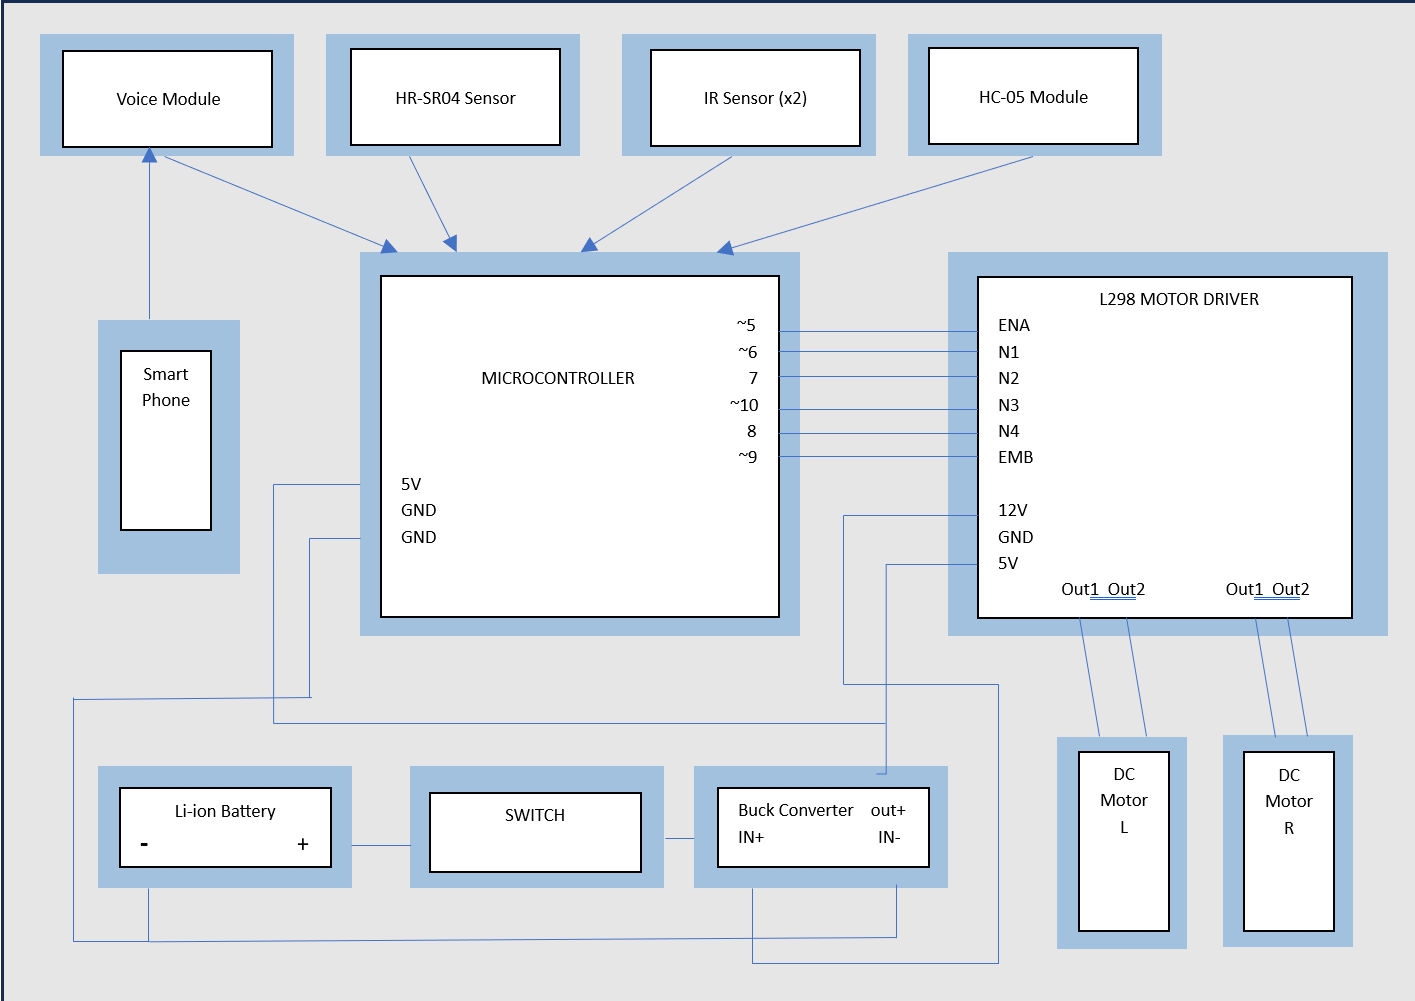 Voice Module
HR-SR04 Sensor
IR Sensor (x2)
HC-05 Module
Smart
Phone
MICROCONTROLLER
~5
~6
7
~10
8
~9
5V
GND
GND
L298 MOTOR DRIVER
ENA
N1
N2
N3
N4
EMB
12V
GND
5V
Out1 Out2
Out1 Out2
Li-ion Battery
- +
SWITCH
Buck Converter out+
IN+ IN-
DC
Motor
L
DC
Motor
R